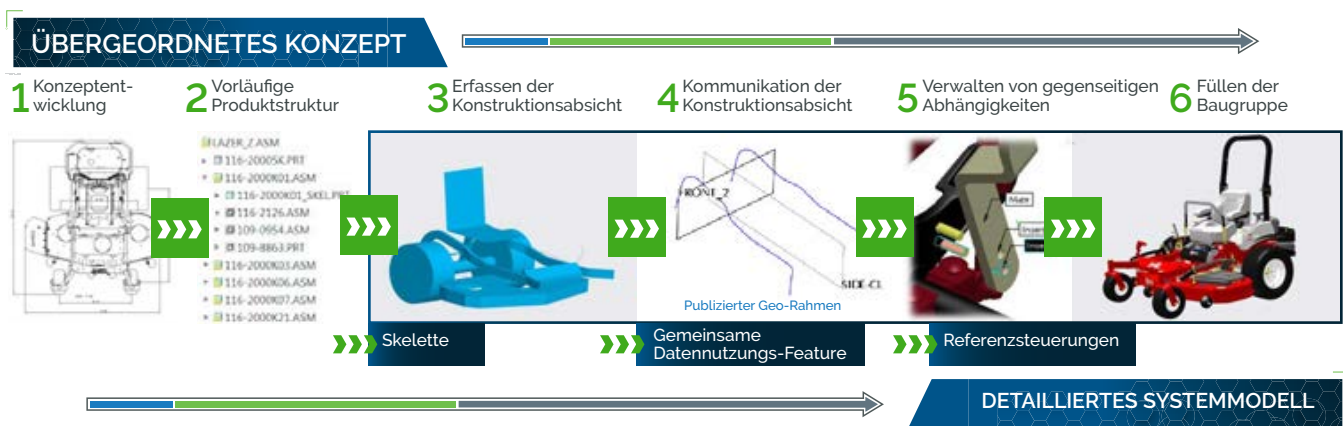 ÜBERGEORDNETES KONZEPT
1 Konzeptent-
wicklung
2 Vorläufige
Produktstruktur
3 Erfassen der
Konstruktionsabsicht
4 Kommunikation der
Konstruktionsabsicht
5 Verwalten von gegenseitigen
Abhängigkeiten
6 Füllen der
Baugruppe
LAZER_Z.ASM
116-2000SK.PRT
116-2000K01.ASM
116-2000K01_SKEL.PRT
116-2126.ASM
109-0954.ASM
109-8863.PRT
116-2000K03.ASM
116-2000K06.ASM
116-2000K07.ASM
116-2000K21.ASM
FRONT_Z
SIDE-CL
Publizierter Geo-Rahmen
Skelette
Gemeinsame
Datennutzungs-Feature
Referenzsteuerungen
DETAILLIERTES SYSTEMMODELL